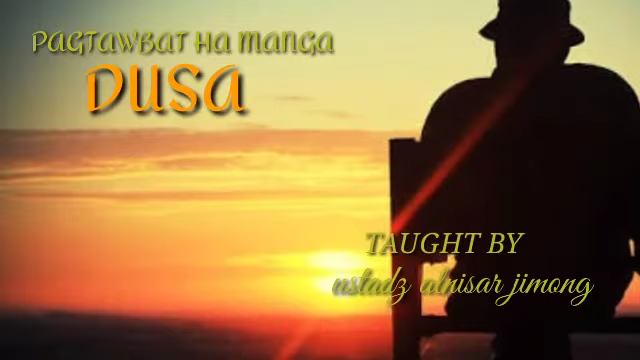 PAGTAWBAT HA MANGA
DUSA
TAUGHT BY
ustadz alnisar jimong